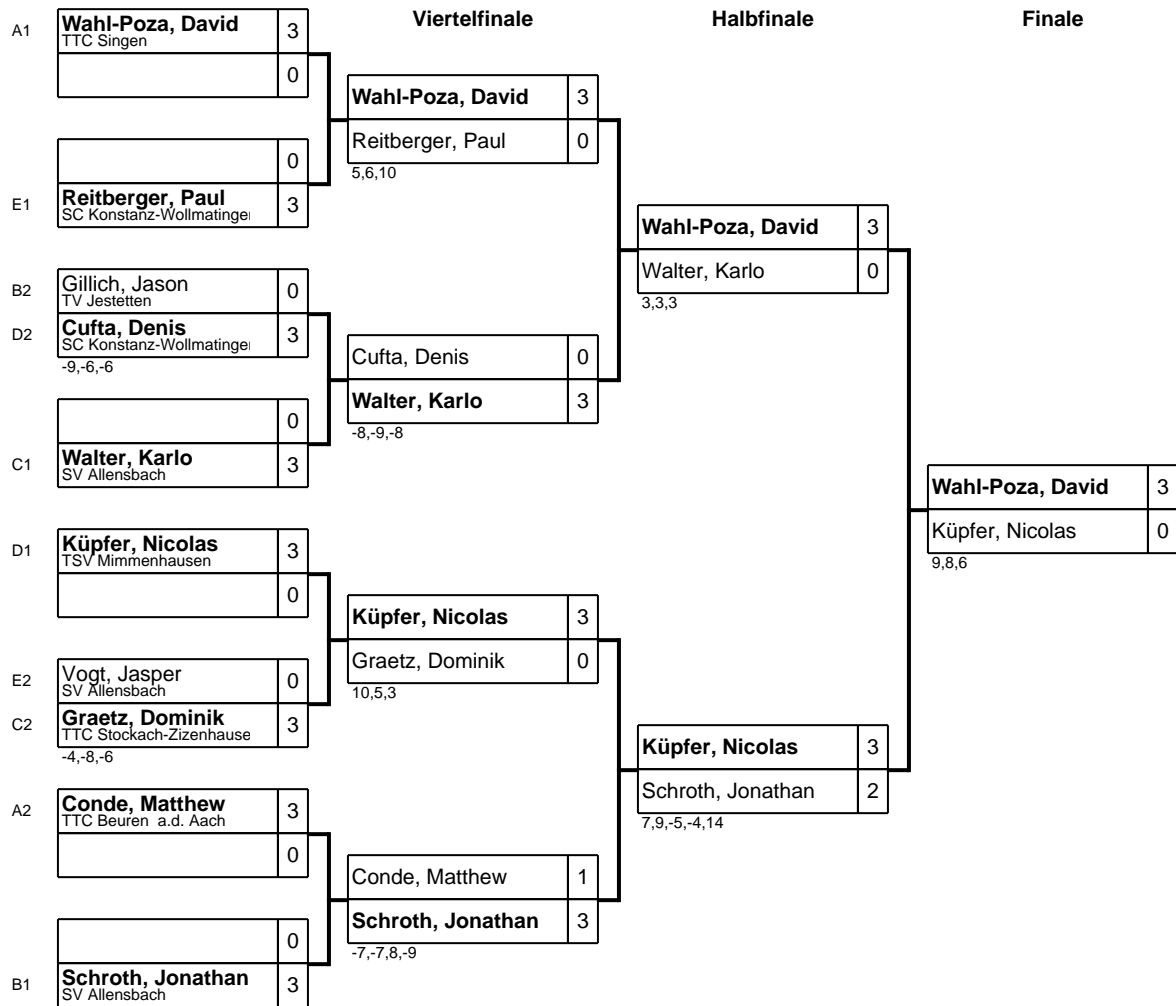 Viertelfinale
Halbfinale
Finale
A1
Wahl-Poza, David
TTC Singen
3
0
0
E1
Reitberger, Paul
SC Konstanz-Wollmatinge
3
B2
Gillich, Jason
TV Jestetten
0
D2
Cufta, Denis
SC Konstanz-Wollmatinge
3
-9,-6,-6
0
C1
Walter, Karlo
SV Allensbach
3
D1
Küpfer, Nicolas
TSV Mimmenhausen
3
0
E2
Vogt, Jasper
SV Allensbach
0
C2
Graetz, Dominik
TTC Stockach-Zizenhause
3
-4,-8,-6
A2
Conde, Matthew
TTC Beuren a.d. Aach
3
0
0
B1
Schroth, Jonathan
SV Allensbach
3
Wahl-Poza, David 3
Reitberger, Paul 0
5,6,10
Cufta, Denis 0
Walter, Karlo 3
-8,-9,-8
Küpfer, Nicolas 3
Graetz, Dominik 0
10,5,3
Conde, Matthew 1
Schroth, Jonathan 3
-7,-7,8,-9
Wahl-Poza, David 3
Walter, Karlo 0
3,3,3
Küpfer, Nicolas 3
Schroth, Jonathan 2
7,9,-5,-4,14
Wahl-Poza, David 3
Küpfer, Nicolas 0
9,8,6